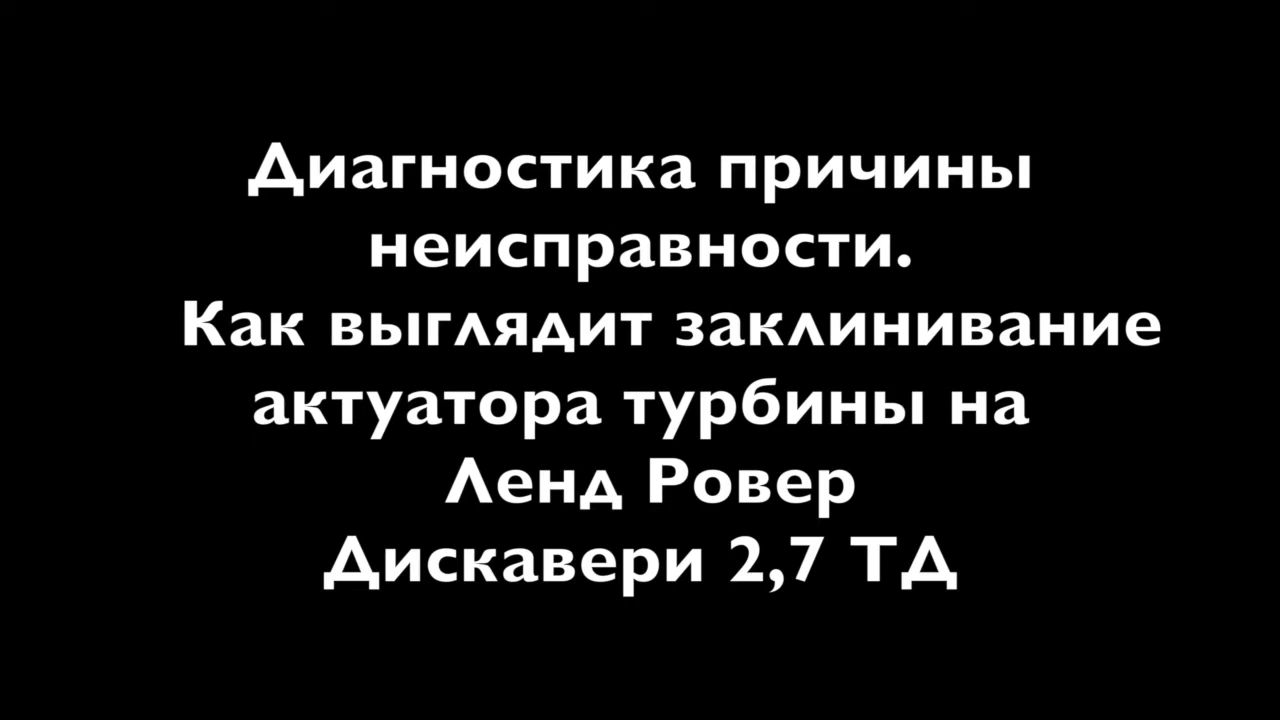 Диагностика причины
неисправности.
Как выглядит заклинивание
актуатора турбины на
Ленд Ровер
Дискавери 2,7 ТД